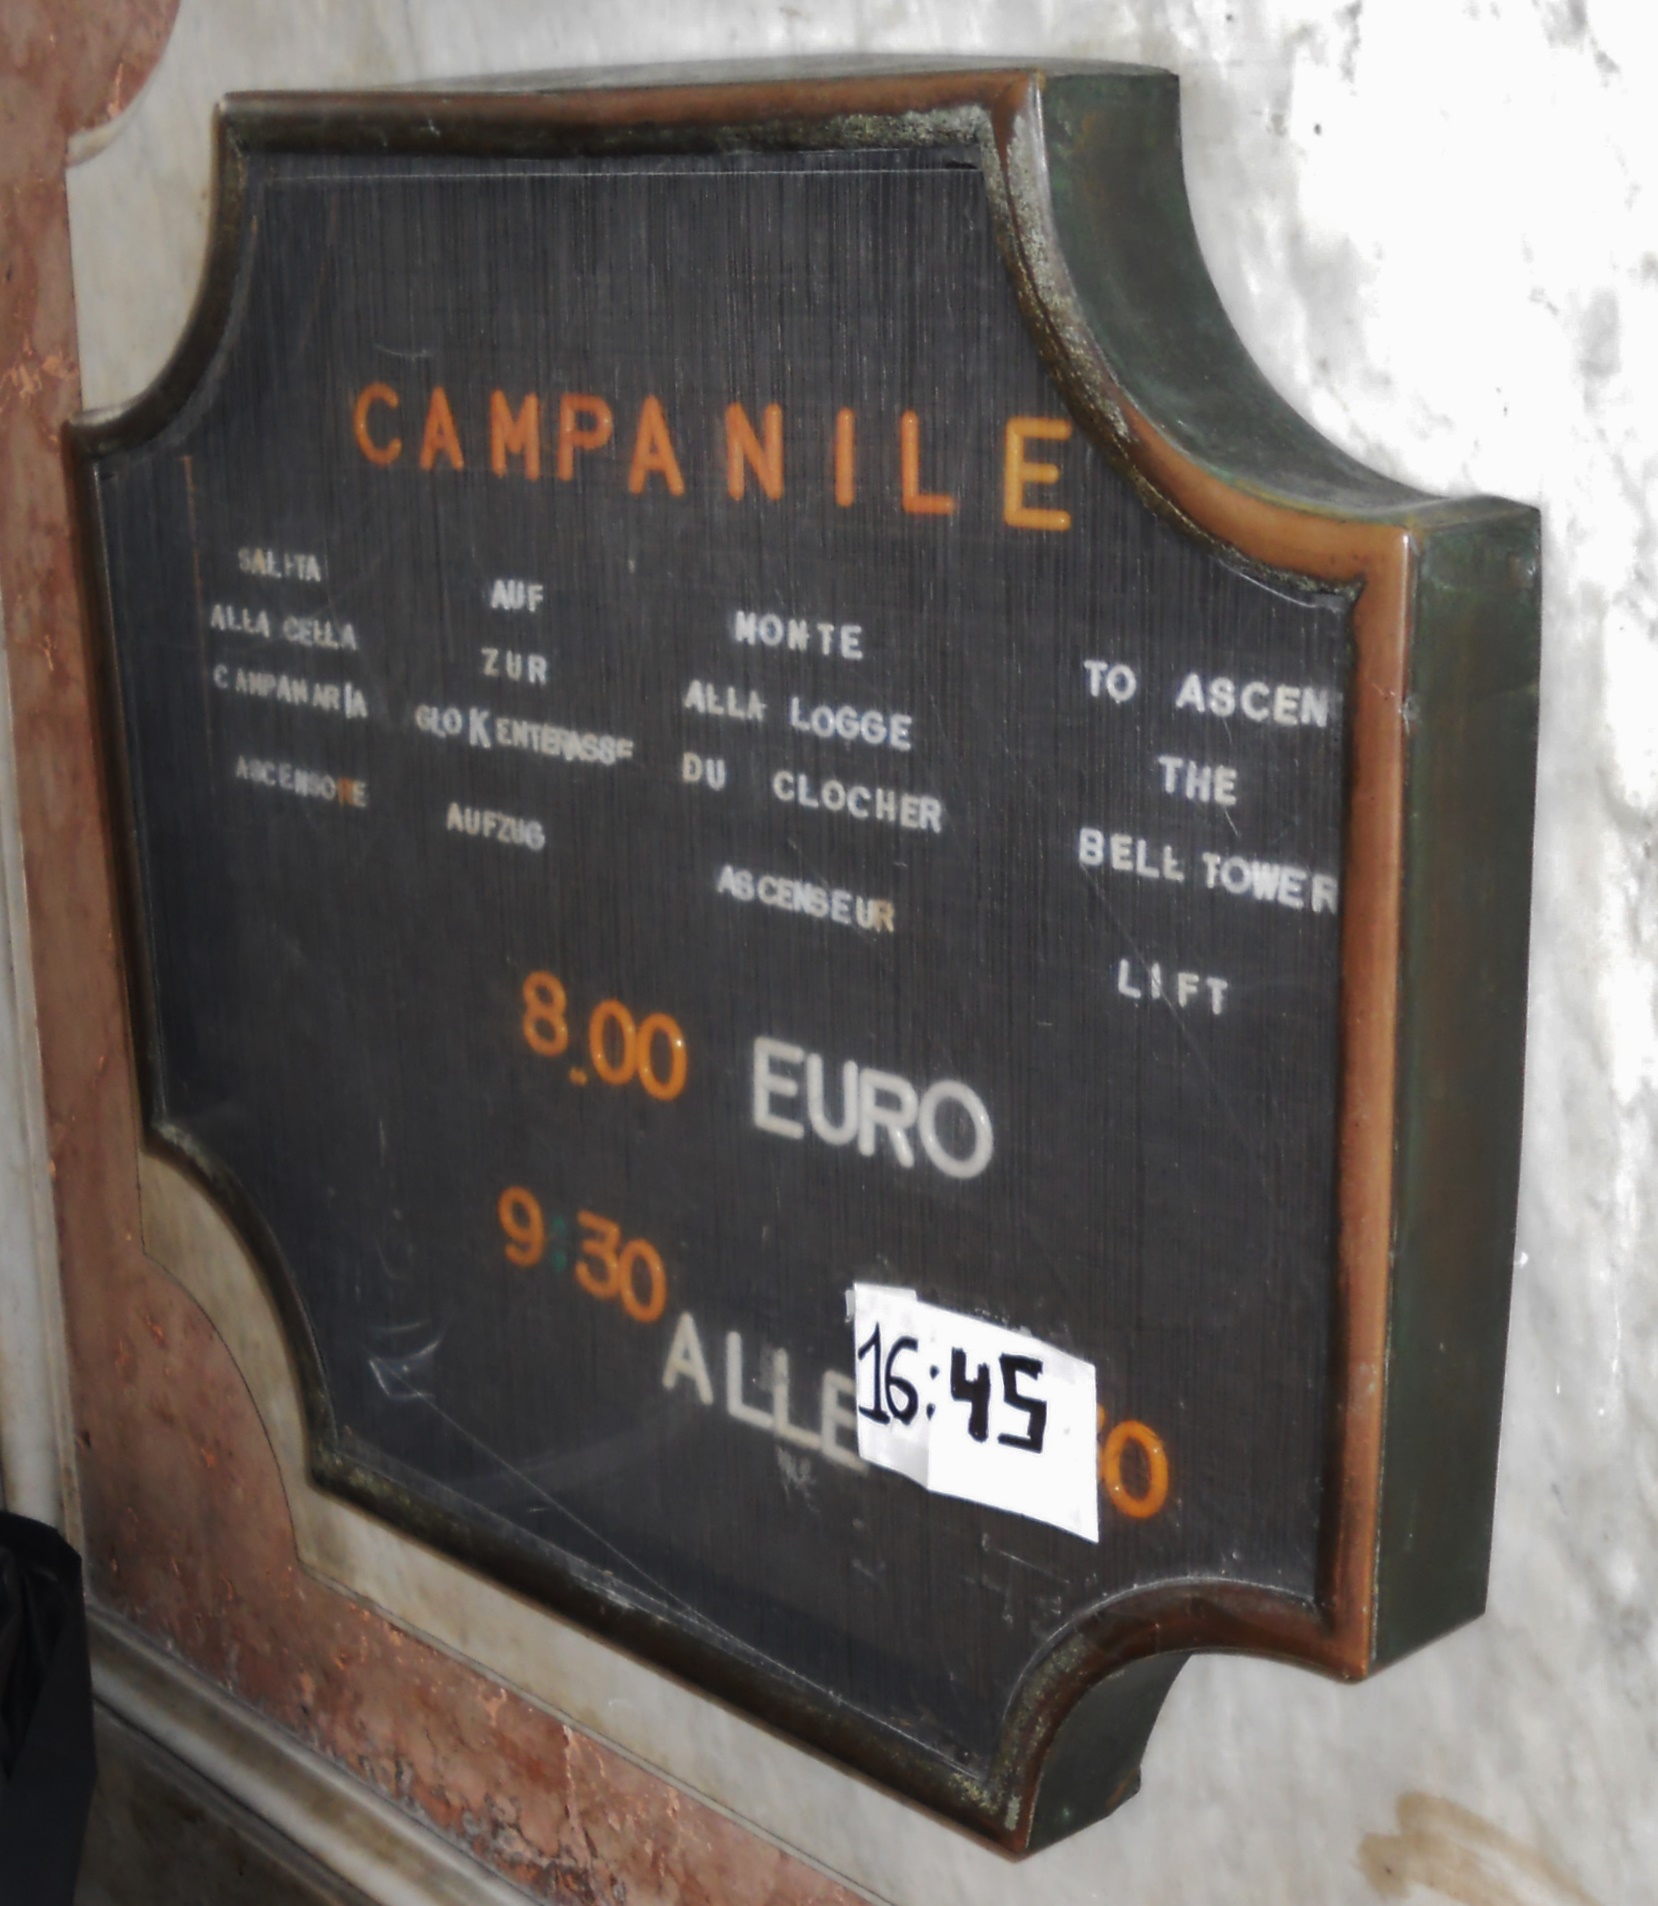 CAMPANILE
SALITA
ALLA CELLA
CAMPANARIA
ASCENSORE
AUF
ZUR
GLOKENTERASSE
AUFZUG
MONTE
ALLA LOGGE
DU CLOCHER
ASCENSEUR
TO ASCEN
THE
BELL TOWER
LIFT
8.00 EURO
9:30
ALLE 16:45 0